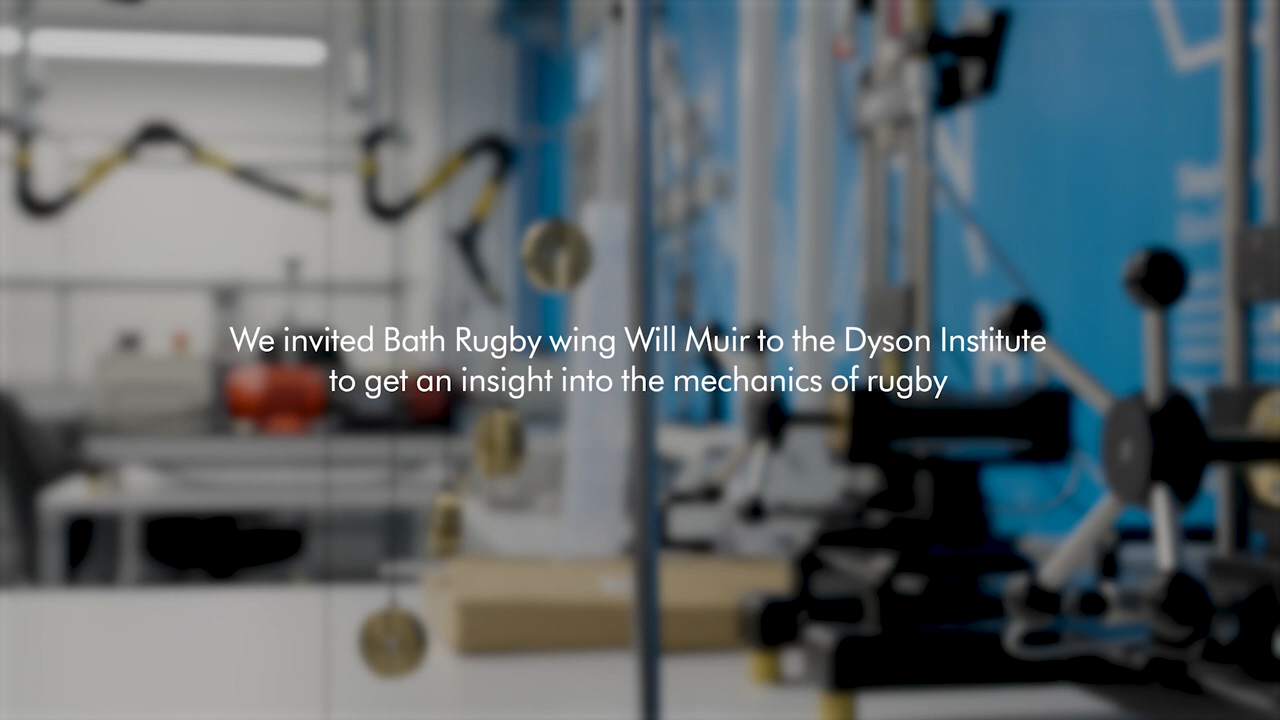 We invited Bath Rugby wing Will Muir to the Dyson Institute
to get an insight into the mechanics of rugby